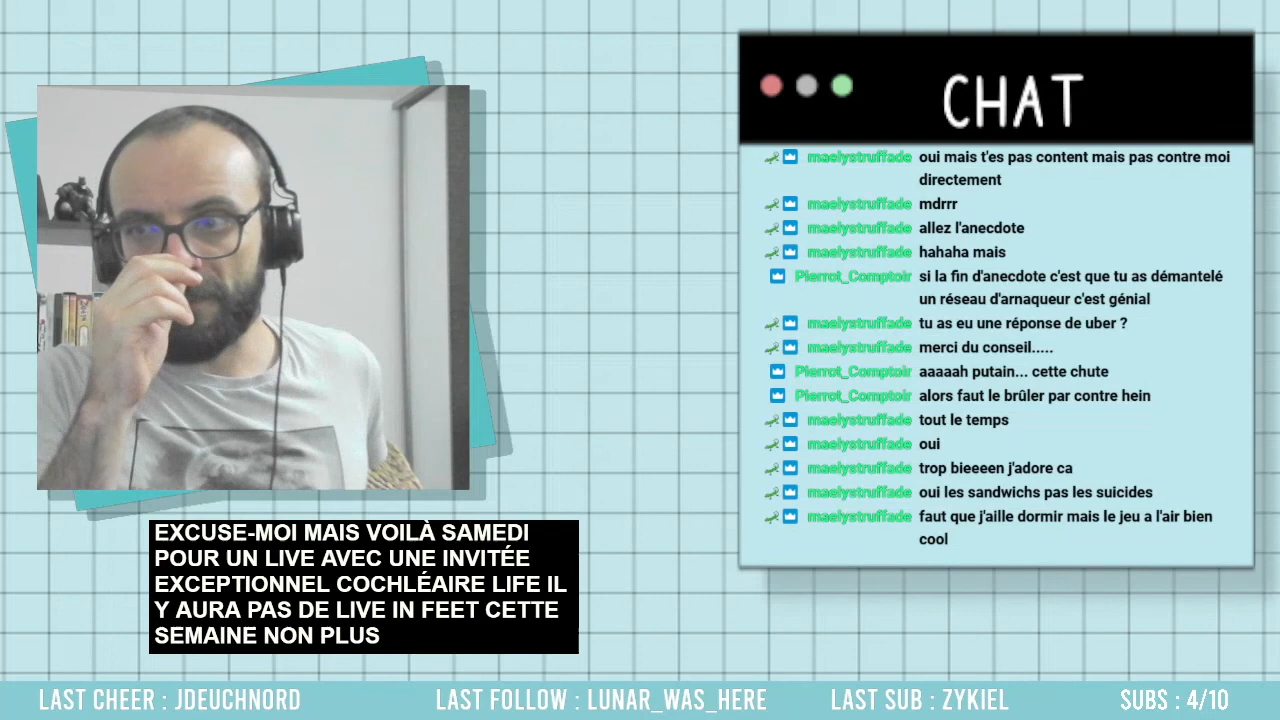 CHAT
maelystruffade oui mais t'es pas content mais pas contre moi
directement
maelystruffade mdrrr
maelystruffade allez l'anecdote
maelystruffade hahaha mais
Pierrot_Comptoir si la fin d'anecdote c'est que tu as démantelé
un réseau d'arnaqueur c'est génial
maelystruffade tu as eu une réponse de uber ?
maelystruffade merci du conseil.....
Pierrot_Comptoir aaaaah putain... cette chute
Pierrot_Comptoir alors faut le brûler par contre hein
maelystruffade tout le temps
maelystruffade oui
maelystruffade trop bieeeen j'adore ca
maelystruffade oui les sandwichs pas les suicides
maelystruffade faut que j'aille dormir mais le jeu a l'air bien
cool
EXCUSE-MOI MAIS VOILÀ SAMEDI
POUR UN LIVE AVEC UNE INVITÉE
EXCEPTIONNEL COCHLÉAIRE LIFE IL
Y AURA PAS DE LIVE IN FEET CETTE
SEMAINE NON PLUS
LAST CHEER : JDEUCHNORD LAST FOLLOW : LUNAR_WAS_HERE LAST SUB : ZYKIEL SUBS : 4/10